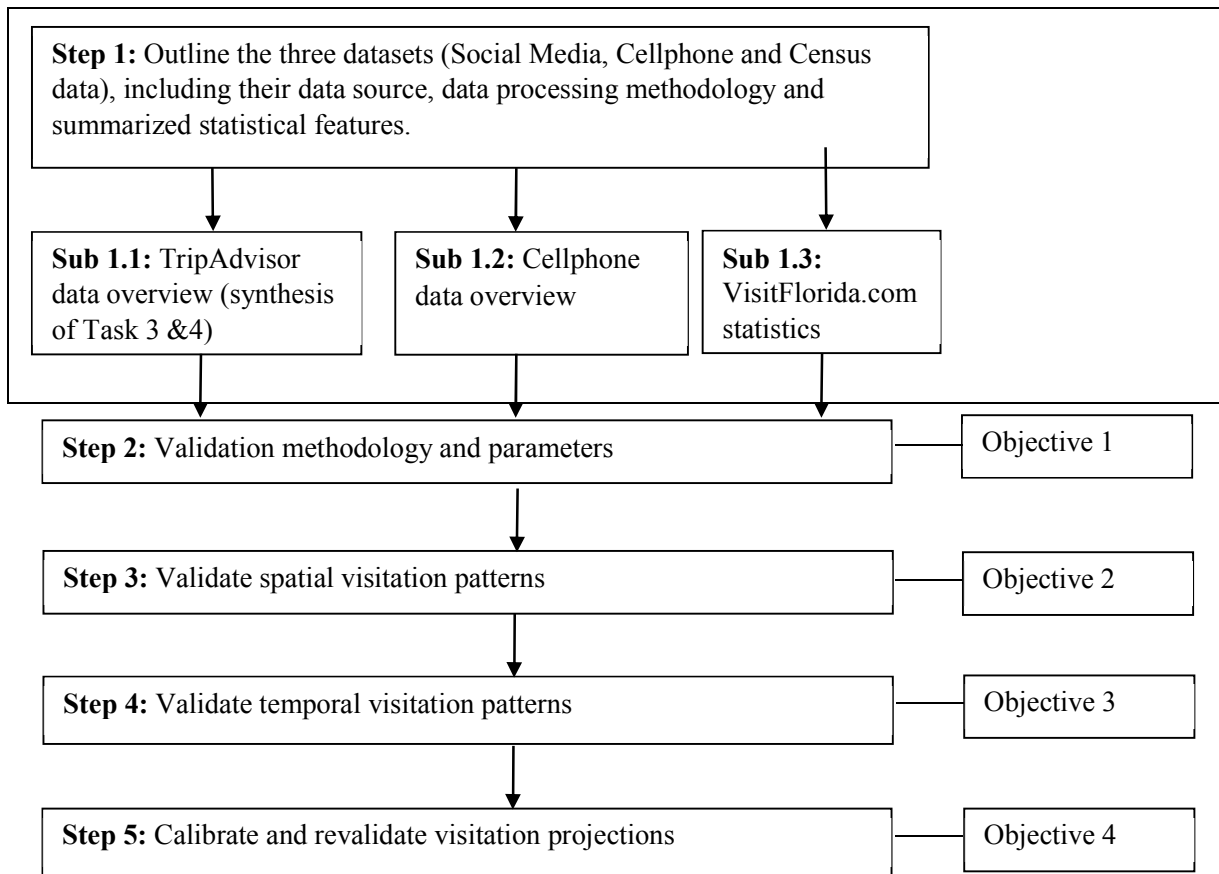 Step 1: Outline the three datasets (Social Media, Cellphone and Census
data), including their data source, data processing methodology and
summarized statistical features.
Sub 1.1: TripAdvisor
data overview (synthesis
of Task 3 &4)
Sub 1.2: Cellphone
data overview
Sub 1.3:
VisitFlorida.com
statistics
Step 2: Validation methodology and parameters
Objective 1
Step 3: Validate spatial visitation patterns
Objective 2
Step 4: Validate temporal visitation patterns
Objective 3
Step 5: Calibrate and revalidate visitation projections
Objective 4